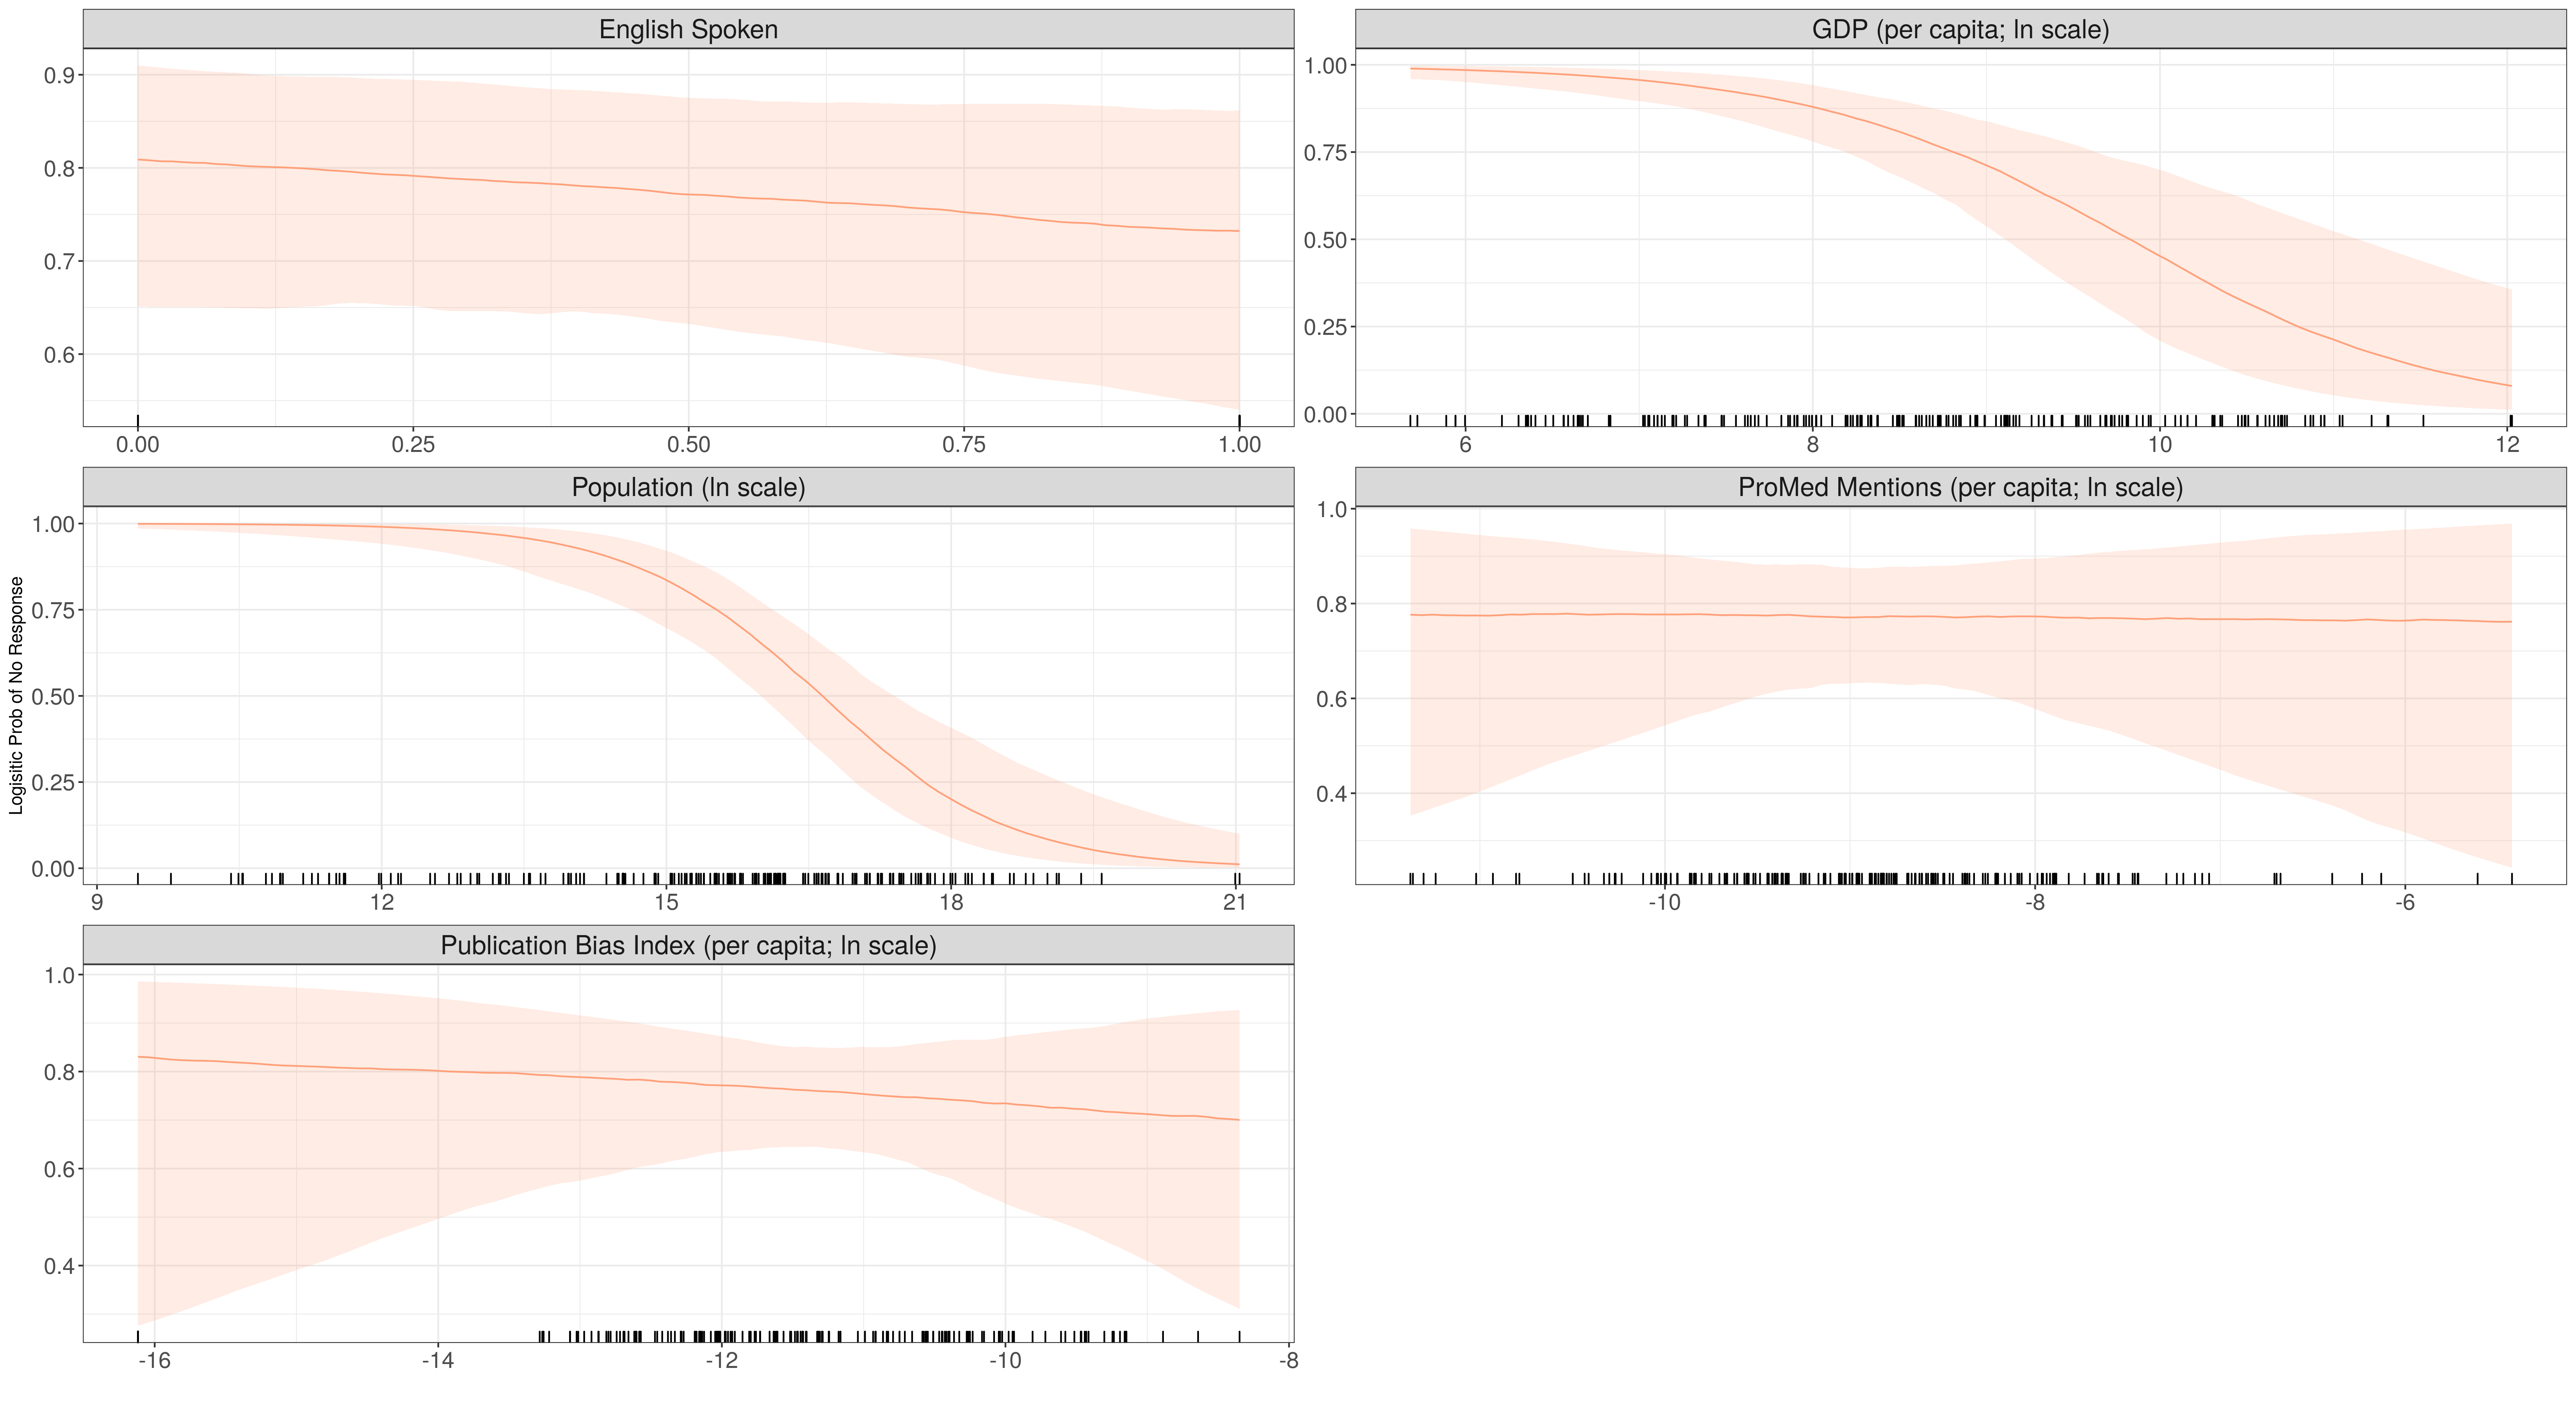 English Spoken
0.9
0.8
0.7
0.6
0.00 0.25 0.50 0.75 1.00
GDP (per capita; ln scale)
1.00
0.75
0.50
0.25
0.00
6 8 10 12
Logisitic Prob of No Response
Population (ln scale)
1.00
0.75
0.50
0.25
0.00
9 12 15 18 21
ProMed Mentions (per capita; ln scale)
1.0
0.8
0.6
0.4
-10 -8 -6
Publication Bias Index (per capita; ln scale)
1.0
0.8
0.6
0.4
-16 -14 -12 -10 -8